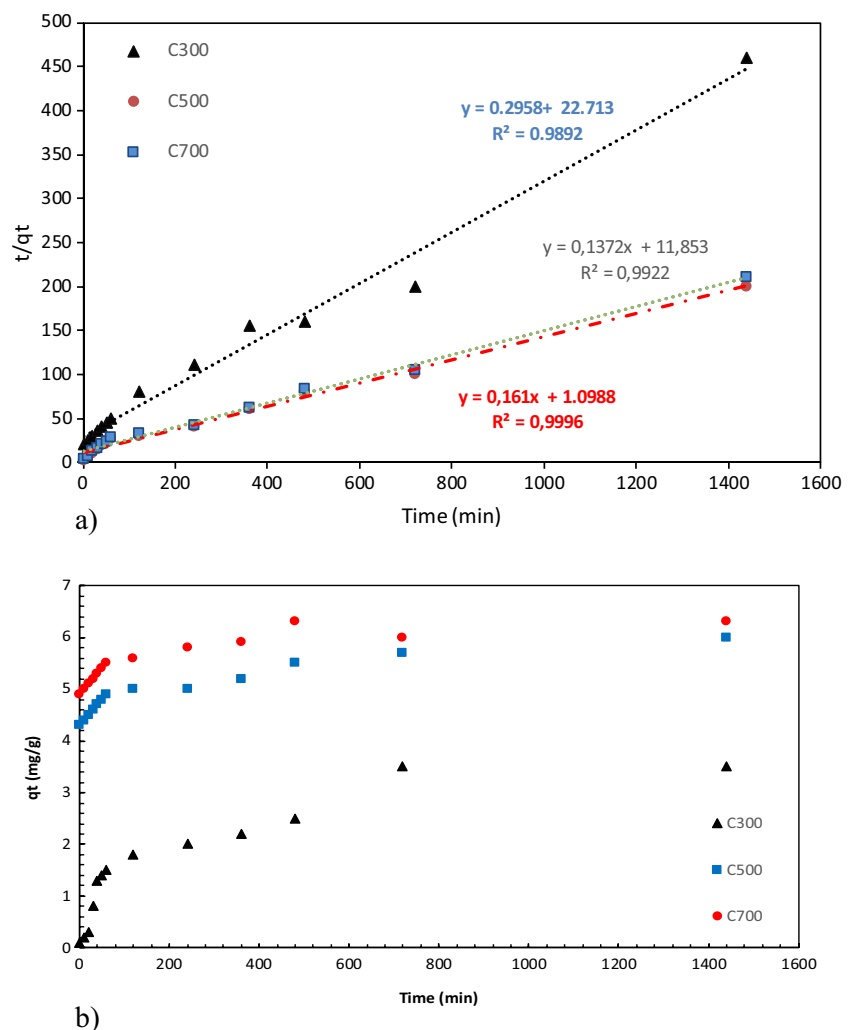 500
450
400
350
300
250
200
150
100
50
0
t/qt
C300
C500
C700
y = 0.2958+ 22.713
R² = 0.9892
y = 0,1372x + 11,853
R² = 0,9922
y = 0,161x + 1.0988
R² = 0,9996
0 200 400 600 800 1000 1200 1400 1600
Time (min)
a)
7
6
5
4
3
2
1
0
qt (mg/g)
C300
C500
C700
0 200 400 600 800 1000 1200 1400 1600
Time (min)
b)